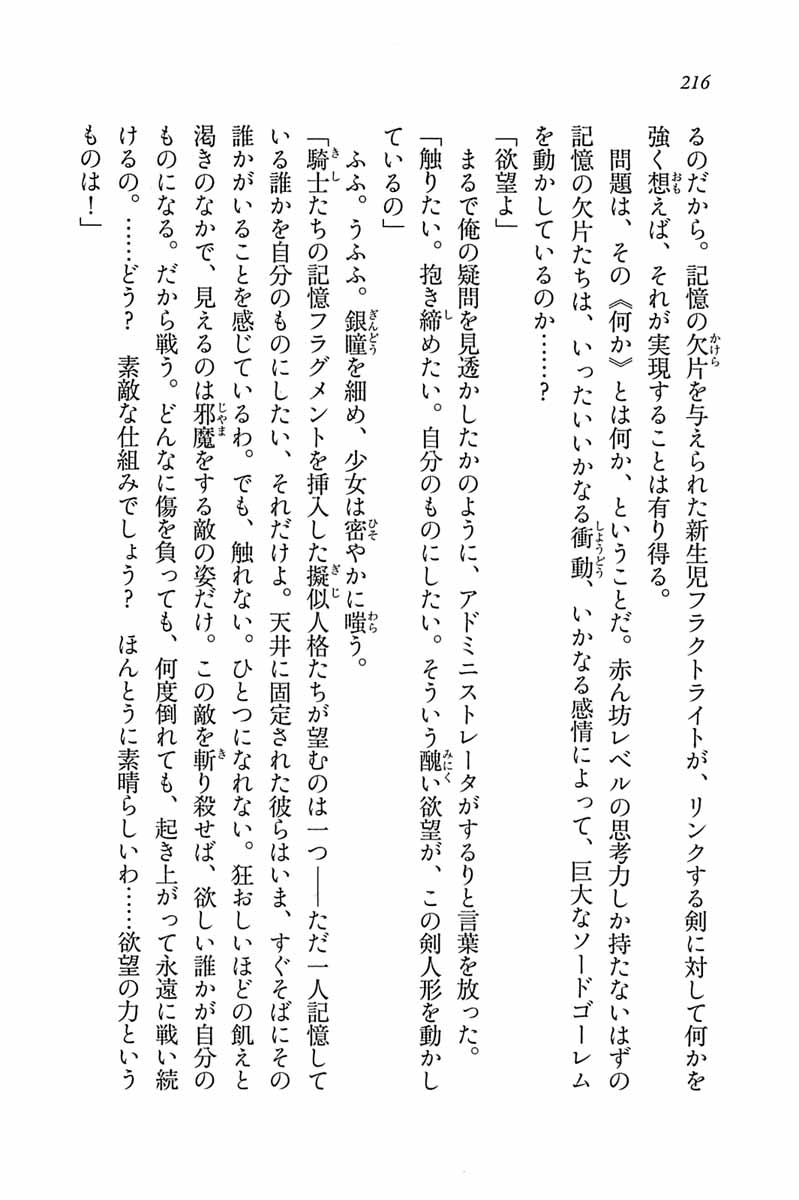 216
るのだから。記憶の欠片を与えられた新生児フラクトライトが、リンクする剣に対して何かを
強く想えば、それが実現することは有り得る。
　問題は、その《何か》とは何か、ということだ。赤ん坊レベルの思考力しか持たないはずの
記憶の欠片たちは、いったいいかなる衝動、いかなる感情によって、巨大なソードゴーレム
を動かしているのか……？
「欲望よ」
　まるで俺の疑問を見透かしたかのように、アドミニストレータがするりと言葉を放った。
「触りたい。抱き締めたい。自分のものにしたい。そういう醜い欲望が、この剣人形を動かし
ているの」
　ふふ。うふふ。銀瞳を細め、少女は密やかに嗤う。
「騎士たちの記憶フラグメントを挿入した擬似人格たちが望むのは一つ――ただ一人記憶して
いる誰かを自分のものにしたい、それだけよ。天井に固定された彼らはいま、すぐそばにその
誰かがいることを感じているわ。でも、触れない。ひとつになれない。狂おしいほどの飢えと
渇きのなかで、見えるのは邪魔をする敵の姿だけ。この敵を斬り殺せば、欲しい誰かが自分の
ものになる。だから戦う。どんなに傷を負っても、何度倒れても、起き上がって永遠に戦い続
けるの。……どう？　素敵な仕組みでしょう？　ほんとうに素晴らしいわ……欲望の力という
ものは！」